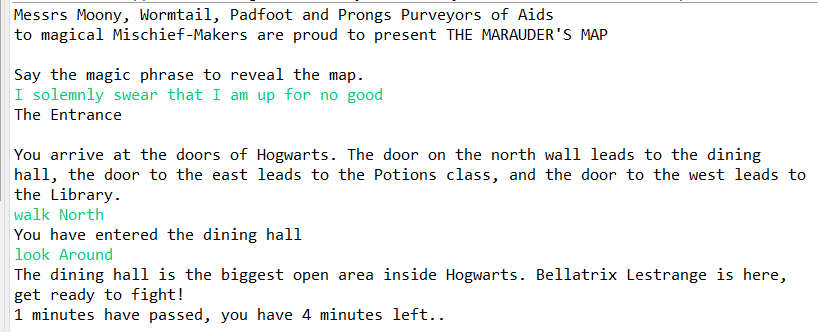 Messrs Moony, Wormtail, Padfoot and Prongs Purveyors of Aids
to magical Mischief-Makers are proud to present THE MARAUDER'S MAP
Say the magic phrase to reveal the map.
I solemnly swear that I am up for no good
The Entrance
You arrive at the doors of Hogwarts. The door on the north wall leads to the dining
hall, the door to the east leads to the Potions class, and the door to the west leads to
the Library.
walk North
You have entered the dining hall
look Around
The dining hall is the biggest open area inside Hogwarts. Bellatrix Lestrange is here,
get ready to fight!
1 minutes have passed, you have 4 minutes left..